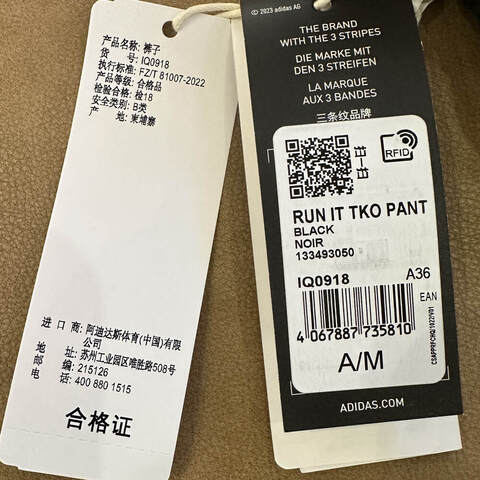 产品名称: 裤子
货 号: IQ0918
执行标准: FZ/T 81007-2022
产品等级: 合格品
检验合格: 检18
安全类别: B类
产 地: 柬埔寨
进 口 商: 阿迪达斯体育(中国)有限公司
地 址: 苏州工业园区唯胜路508号
邮 编: 215126
电 话: 400 880 1515
合格证
© 2023 adidas AG
THE BRAND
WITH THE 3 STRIPES
DIE MARKE MIT
DEN 3 STREIFEN
LA MARQUE
AUX 3 BANDES
三条纹品牌
RFID
RUN IT TKO PANT
BLACK
NOIR
133493050
IQ0918
A36
EAN
4 067887 735810
A/M
ADIDAS.COM